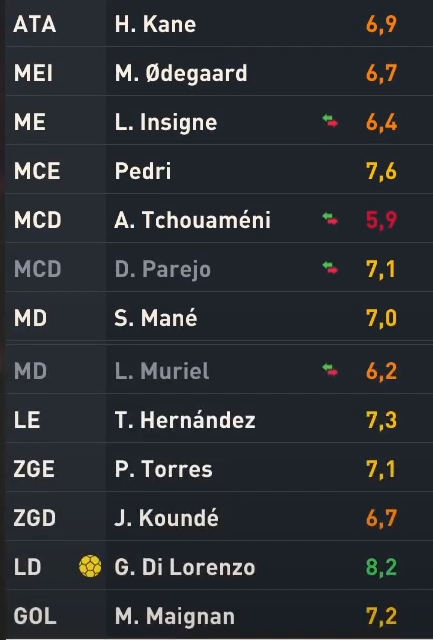 ATA H. Kane 6,9
MEI M. Ødegaard 6,7
ME L. Insigne 6,4
MCE Pedri 7,6
MCD A. Tchouaméni 5,9
MCD D. Parejo 7,1
MD S. Mané 7,0
MD L. Muriel 6,2
LE T. Hernández 7,3
ZGE P. Torres 7,1
ZGD J. Koundé 6,7
LD G. Di Lorenzo 8,2
GOL M. Maignan 7,2